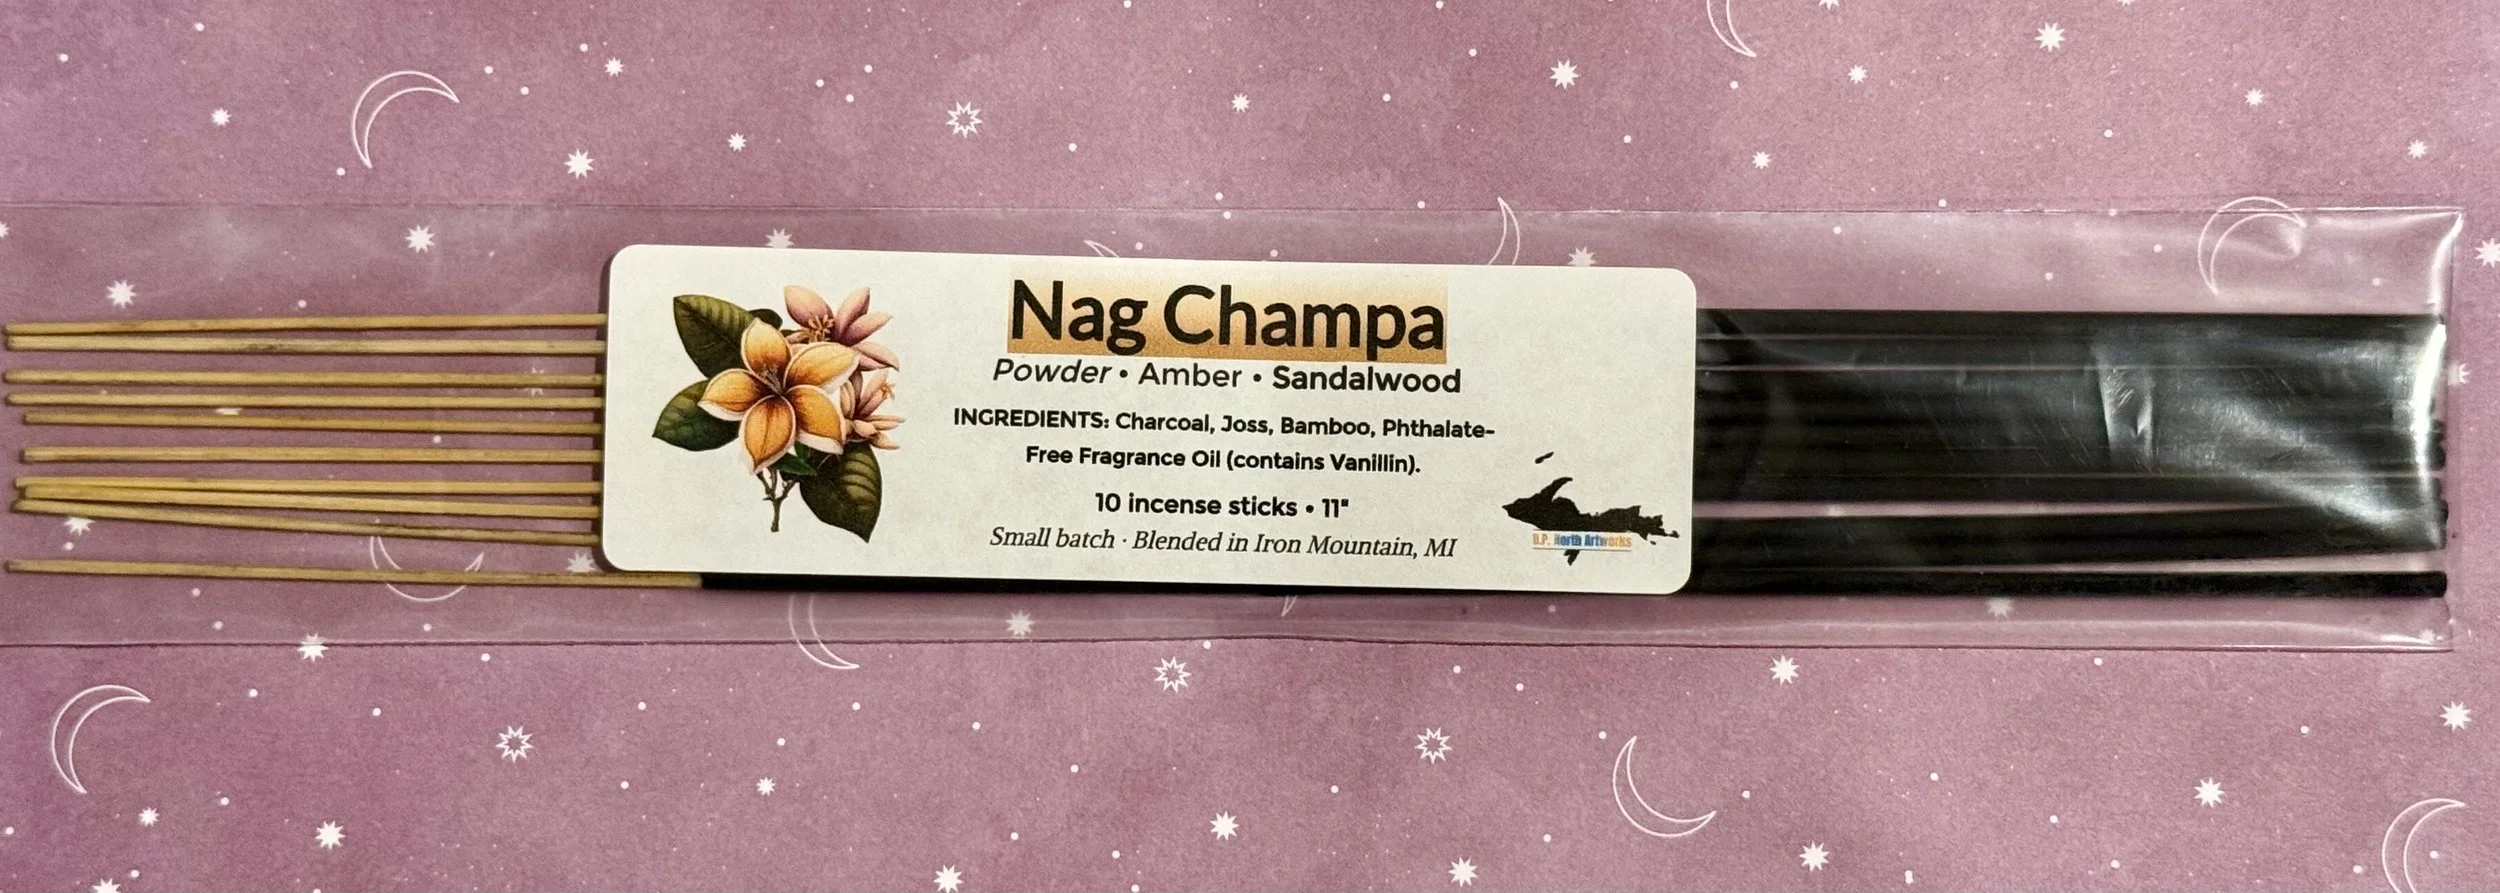 Nag Champa
Powder • Amber • Sandalwood
INGREDIENTS: Charcoal, Joss, Bamboo, Phthalate-
Free Fragrance Oil (contains Vanillin).
10 incense sticks • 11"
Small batch · Blended in Iron Mountain, MI
U.P. North Artworks